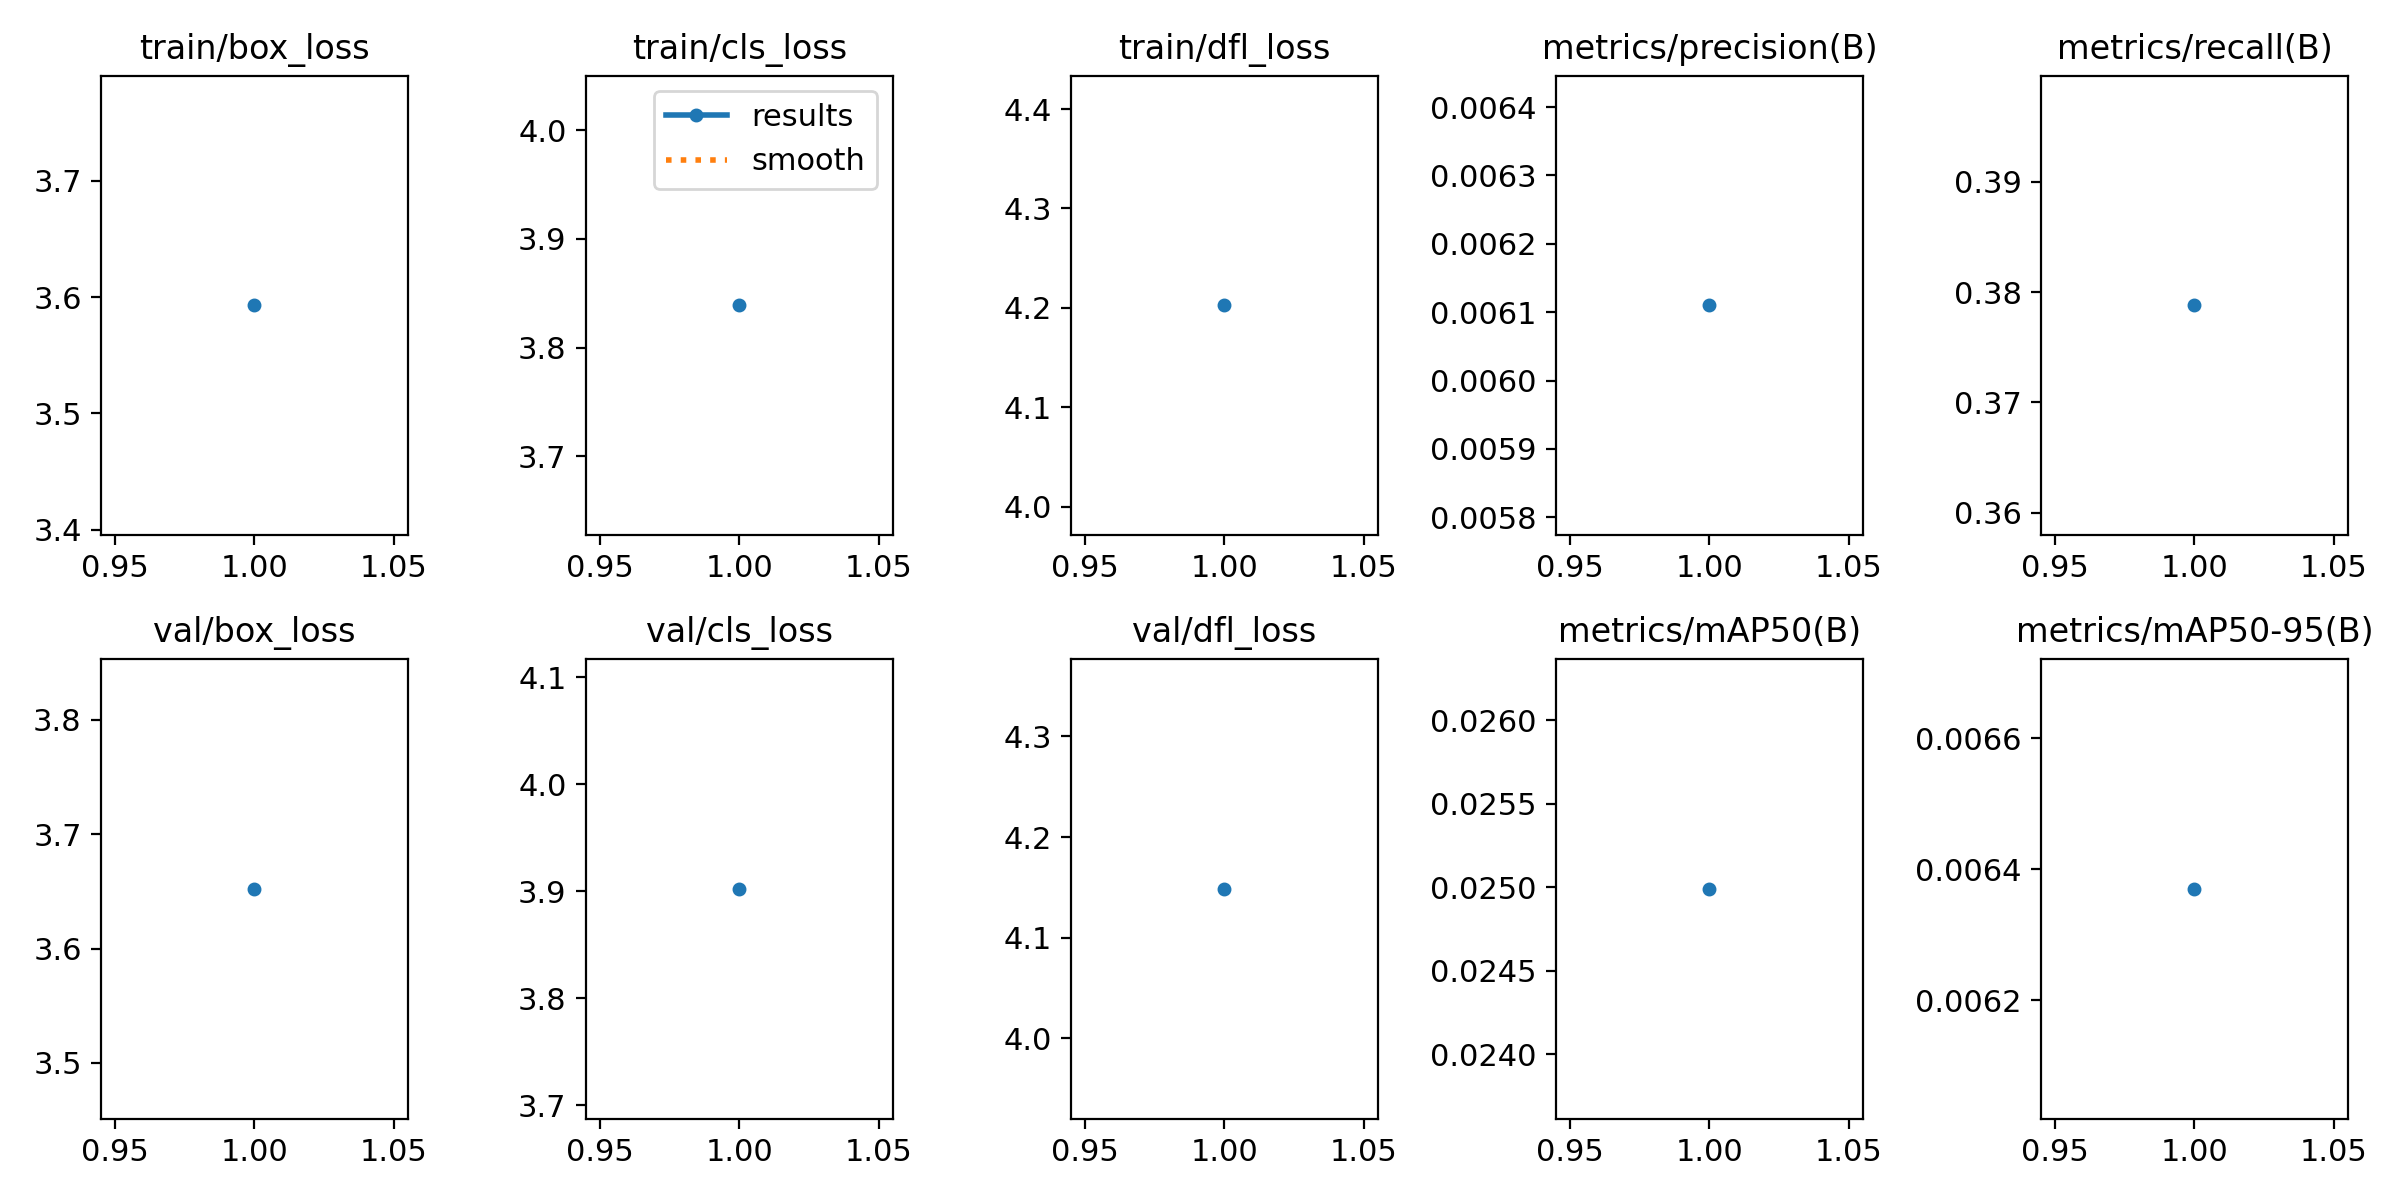 train/box_loss
3.7
3.6
3.5
3.4
0.95 1.00 1.05
train/cls_loss
results
smooth
4.0
3.9
3.8
3.7
0.95 1.00 1.05
train/dfl_loss
4.4
4.3
4.2
4.1
4.0
0.95 1.00 1.05
metrics/precision(B)
0.0064
0.0063
0.0062
0.0061
0.0060
0.0059
0.0058
0.95 1.00 1.05
metrics/recall(B)
0.39
0.38
0.37
0.36
0.95 1.00 1.05
val/box_loss
3.8
3.7
3.6
3.5
0.95 1.00 1.05
val/cls_loss
4.1
4.0
3.9
3.8
3.7
0.95 1.00 1.05
val/dfl_loss
4.3
4.2
4.1
4.0
0.95 1.00 1.05
metrics/mAP50(B)
0.0260
0.0255
0.0250
0.0245
0.0240
0.95 1.00 1.05
metrics/mAP50-95(B)
0.0066
0.0064
0.0062
0.95 1.00 1.05